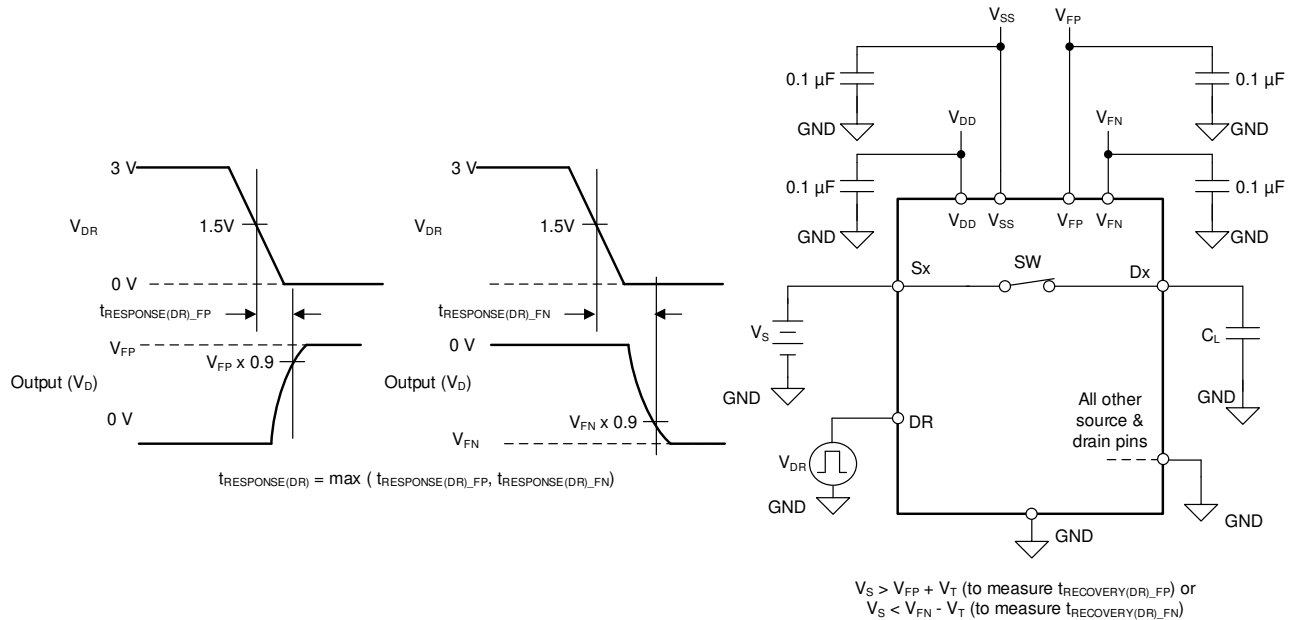 3 V
V_DR
1.5V
0 V
t_RESPONSE(DR)_FP
V_FP
V_FP x 0.9
Output (V_D)
0 V
3 V
V_DR
1.5V
0 V
t_RESPONSE(DR)_FN
0 V
Output (V_D)
V_FN x 0.9
V_FN
t_RESPONSE(DR) = max ( t_RESPONSE(DR)_FP, t_RESPONSE(DR)_FN)
V_SS
V_FP
0.1 µF
0.1 µF
GND
GND
V_DD
V_FN
0.1 µF
0.1 µF
GND
GND
V_DD
V_SS
V_FP
V_FN
Sx
SW
Dx
V_S
GND
C_L
GND
DR
V_DR
GND
All other
source &
drain pins
GND
GND
V_S > V_FP + V_T (to measure t_RECOVERY(DR)_FP) or
V_S < V_FN - V_T (to measure t_RECOVERY(DR)_FN)